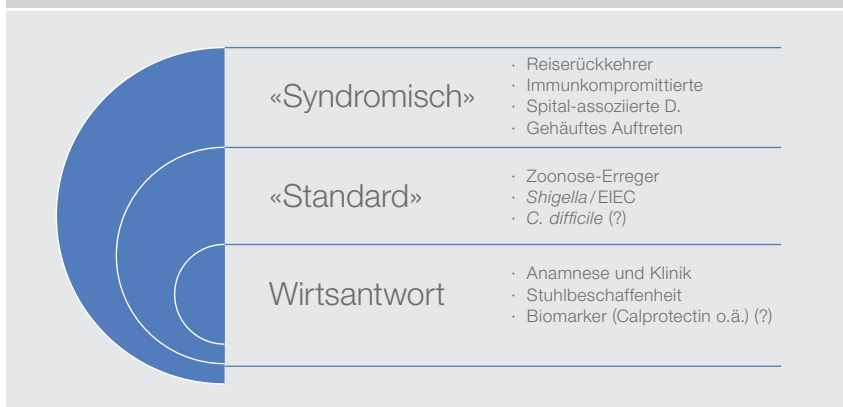 «Syndromisch»
· Reiserückkehrer
· Immunkompromittierte
· Spital-assoziierte D.
· Gehäuftes Auftreten
«Standard»
· Zoonose-Erreger
· Shigella/EIEC
· C. difficile (?)
Wirtsantwort
· Anamnese und Klinik
· Stuhlbeschaffenheit
· Biomarker (Calprotectin o.ä.) (?)